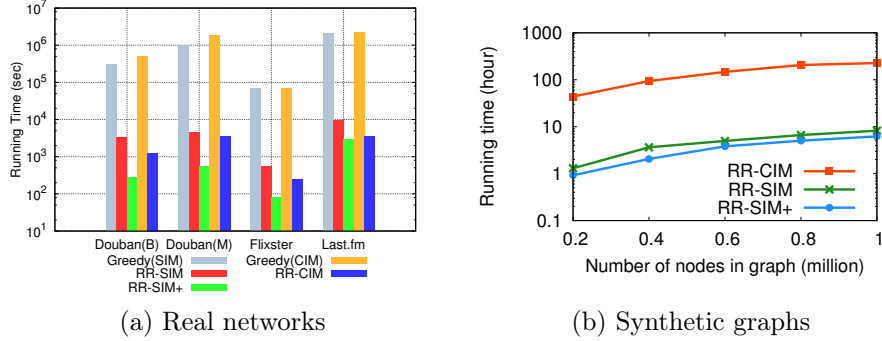 10^7
10^6
10^5
10^4
10^3
10^2
10^1
Running Time (sec)
Douban(B) Douban(M) Flixster Last.fm
Greedy(SIM) Greedy(CIM)
RR-SIM RR-CIM
RR-SIM+
(a) Real networks
1000
100
10
1
0.1
Running time (hour)
RR-CIM
RR-SIM
RR-SIM+
0.2 0.4 0.6 0.8 1
Number of nodes in graph (million)
(b) Synthetic graphs